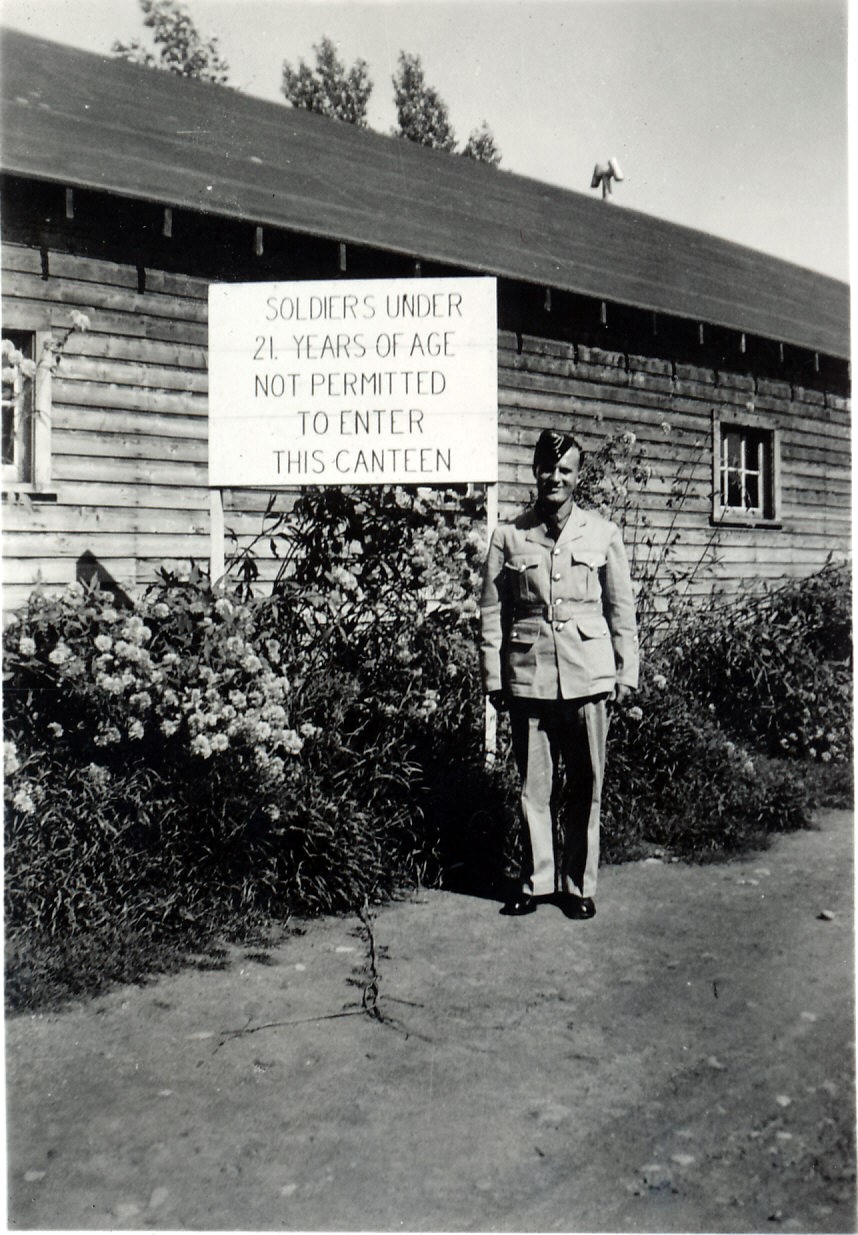 SOLDIERS UNDER
21. YEARS OF AGE
NOT PERMITTED
TO ENTER
THIS CANTEEN